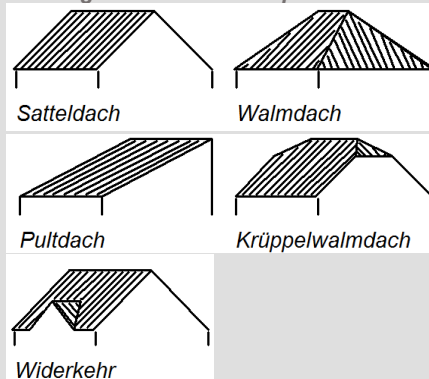 Satteldach
Walmdach
Pultdach
Krüppelwalmdach
Widerkehr